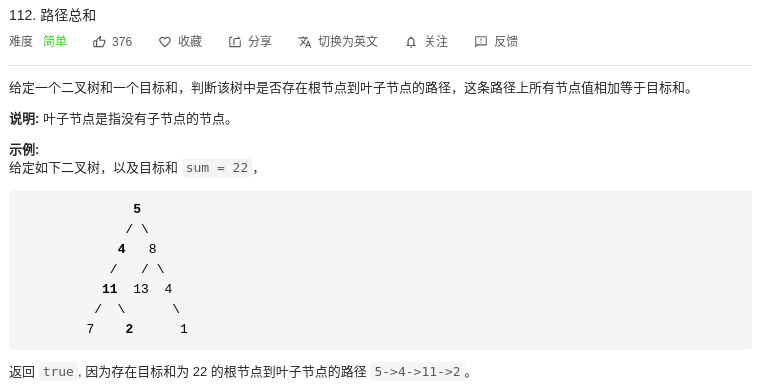 112. 路径总和
难度 简单 376 收藏 分享 切换为英文 关注 反馈
给定一个二叉树和一个目标和，判断该树中是否存在根节点到叶子节点的路径，这条路径上所有节点值相加等于目标和。
说明: 叶子节点是指没有子节点的节点。
示例:
给定如下二叉树，以及目标和 sum = 22，
5
/ \
4 8
/ / \
11 13 4
/ \ \
7 2 1
返回 true, 因为存在目标和为 22 的根节点到叶子节点的路径 5->4->11->2。